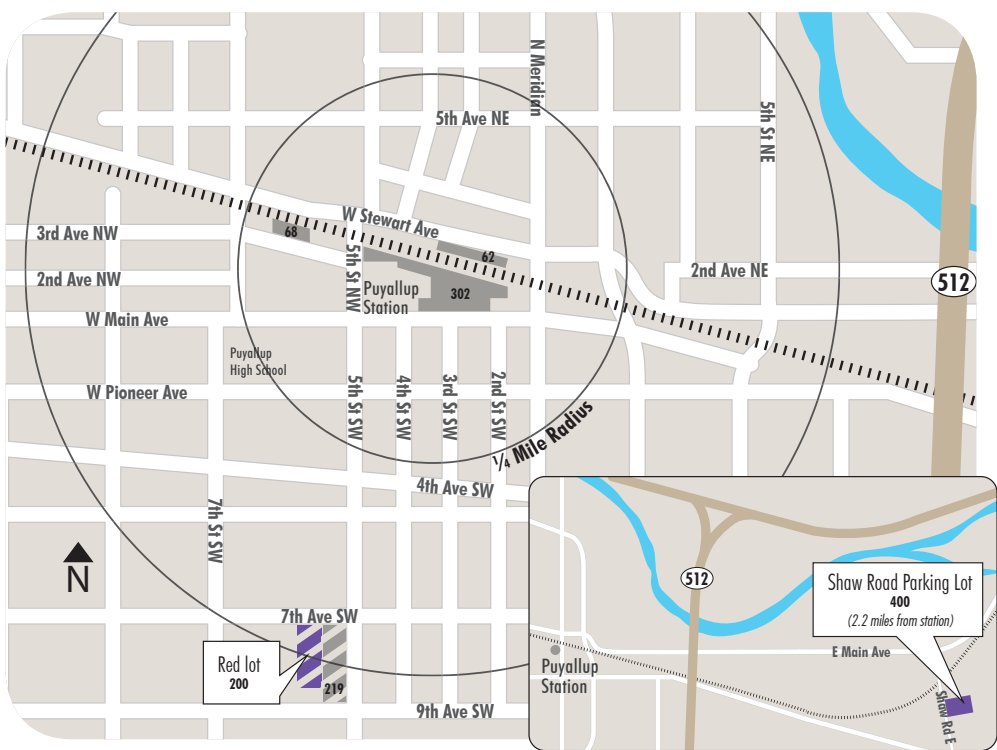 N Meridian
5th Ave NE
5th St NE
W Stewart Ave
3rd Ave NW
68
62
5th St NW
2nd Ave NW
2nd Ave NE
512
Puyallup
Station
302
W Main Ave
Puyallup
High School
W Pioneer Ave
5th St SW
4th St SW
3rd St SW
2nd St SW
1/4 Mile Radius
4th Ave SW
7th St SW
N
7th Ave SW
Red lot
200
219
9th Ave SW
512
Shaw Road Parking Lot
400
(2.2 miles from station)
E Main Ave
Puyallup
Station
Shaw Rd E